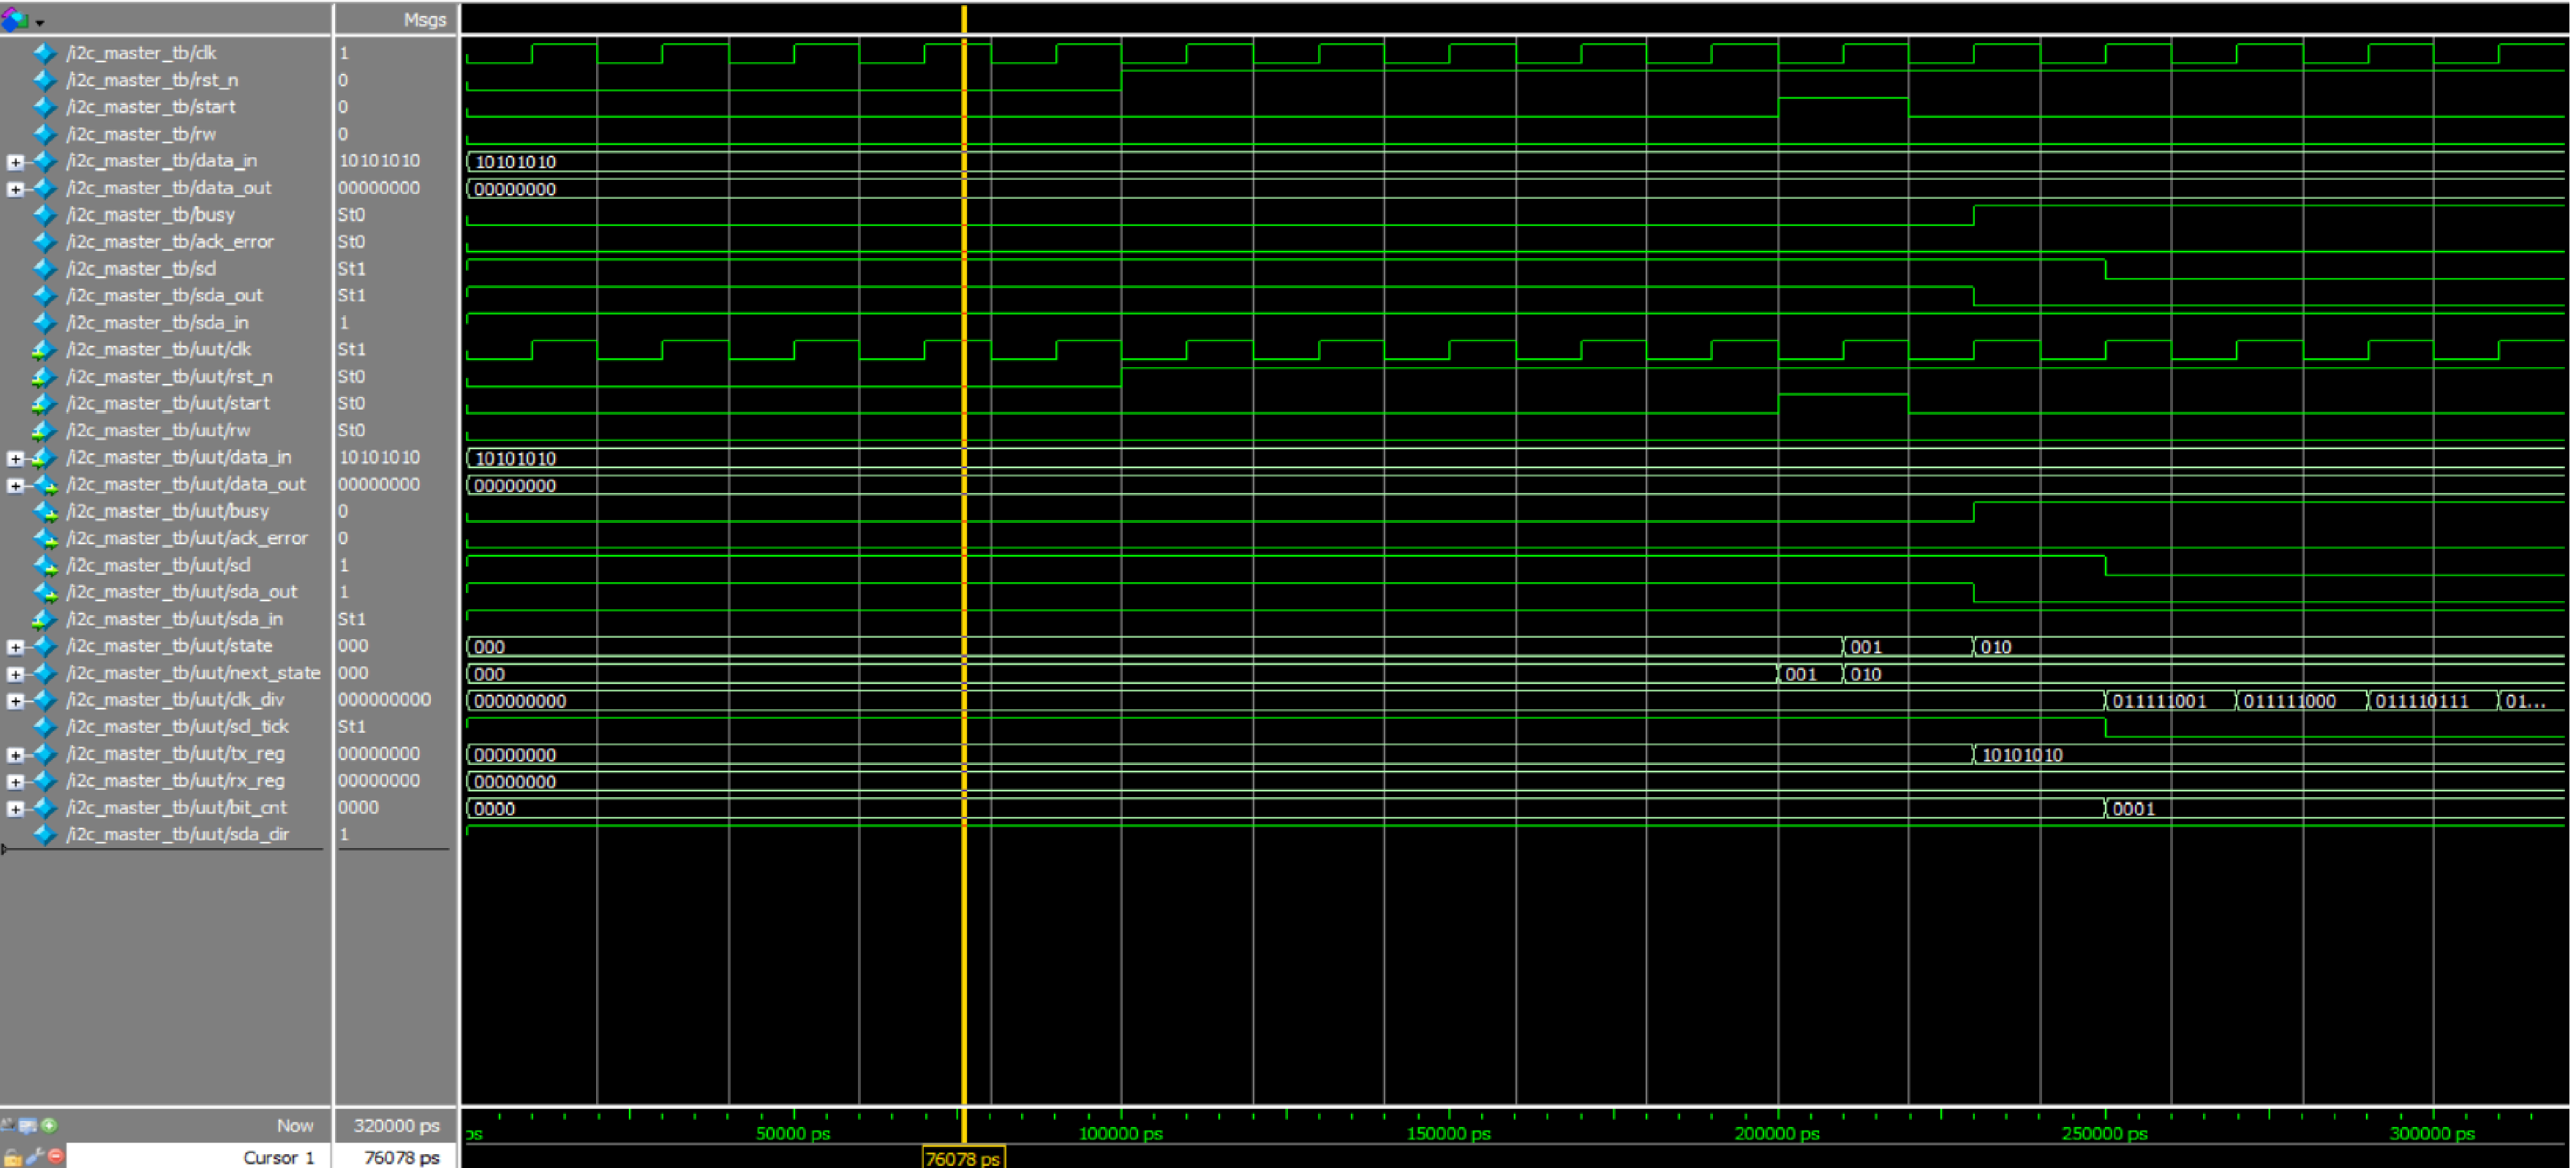 Msgs
/i2c_master_tb/clk 1
/i2c_master_tb/rst_n 0
/i2c_master_tb/start 0
/i2c_master_tb/rw 0
/i2c_master_tb/data_in 10101010 10101010
/i2c_master_tb/data_out 00000000 00000000
/i2c_master_tb/busy St0
/i2c_master_tb/ack_error St0
/i2c_master_tb/scl St1
/i2c_master_tb/sda_out St1
/i2c_master_tb/sda_in 1
/i2c_master_tb/uut/clk St1
/i2c_master_tb/uut/rst_n St0
/i2c_master_tb/uut/start St0
/i2c_master_tb/uut/rw St0
/i2c_master_tb/uut/data_in 10101010 10101010
/i2c_master_tb/uut/data_out 00000000 00000000
/i2c_master_tb/uut/busy 0
/i2c_master_tb/uut/ack_error 0
/i2c_master_tb/uut/scl 1
/i2c_master_tb/uut/sda_out 1
/i2c_master_tb/uut/sda_in St1
/i2c_master_tb/uut/state 000 000 001 010
/i2c_master_tb/uut/next_state 000 000 001 010
/i2c_master_tb/uut/clk_div 000000000 000000000 011111001 011111000 011110111 01...
/i2c_master_tb/uut/scl_tick St1
/i2c_master_tb/uut/tx_reg 00000000 00000000 10101010
/i2c_master_tb/uut/rx_reg 00000000 00000000
/i2c_master_tb/uut/bit_cnt 0000 0000 0001
/i2c_master_tb/uut/sda_dir 1
Now 320000 ps ps 50000 ps 100000 ps 150000 ps 200000 ps 250000 ps 300000 ps
Cursor 1 76078 ps 76078 ps